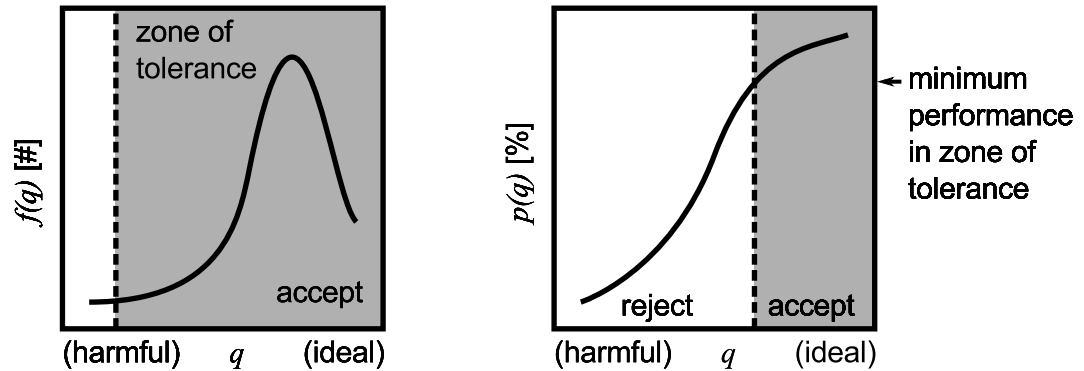 zone of
tolerance
accept
f(q) [#]
(harmful) q (ideal)
p(q) [%]
reject accept
(harmful) q (ideal)
minimum
performance
in zone of
tolerance